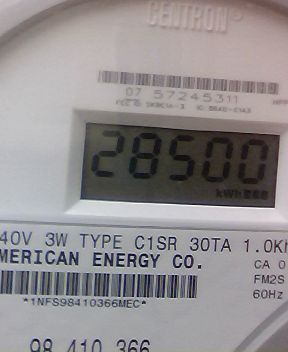 CENTRON®
07 57245311
28500
kWh
40V 3W TYPE C1SR 30TA 1.0Kh
MERICAN ENERGY CO.
CA 0
FM2S
*1NFS98410366MEC*
60Hz
98 410 366